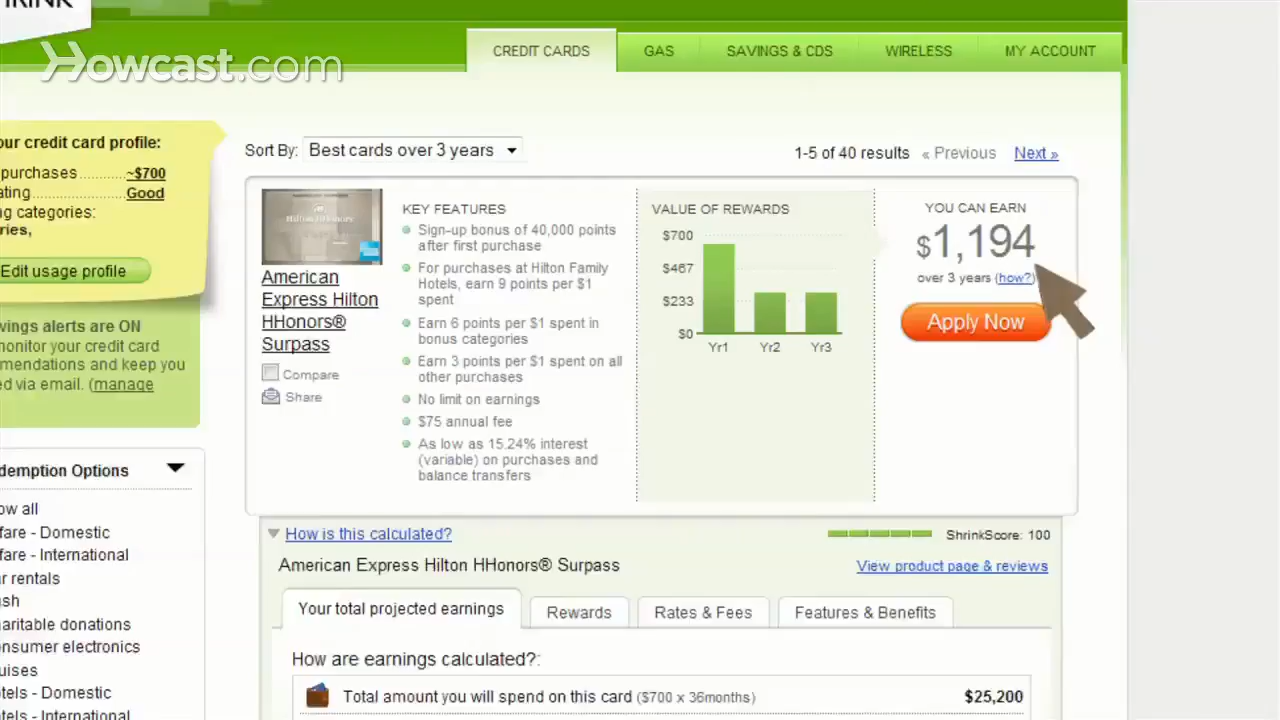 Howcast.com
CREDIT CARDS
GAS
SAVINGS & CDS
WIRELESS
MY ACCOUNT
our credit card profile:
purchases ~$700
ating Good
ng categories:
ries,
Edit usage profile
wings alerts are ON
monitor your credit card
mendations and keep you
ed via email. (manage
demption Options
ow all
fare - Domestic
fare - International
ar rentals
sh
aritable donations
onsumer electronics
uises
tels - Domestic
tels - International
Sort By: Best cards over 3 years
1-5 of 40 results « Previous Next »
Hilton HHonors
American
Express Hilton
HHonors®
Surpass
Compare
Share
KEY FEATURES
Sign-up bonus of 40,000 points
after first purchase
For purchases at Hilton Family
Hotels, earn 9 points per $1
spent
Earn 6 points per $1 spent in
bonus categories
Earn 3 points per $1 spent on all
other purchases
No limit on earnings
$75 annual fee
As low as 15.24% interest
(variable) on purchases and
balance transfers
VALUE OF REWARDS
$700
$467
$233
$0
Yr1 Yr2 Yr3
YOU CAN EARN
$1,194
over 3 years (how?)
Apply Now
How is this calculated?
ShrinkScore: 100
American Express Hilton HHonors® Surpass
View product page & reviews
Your total projected earnings
Rewards
Rates & Fees
Features & Benefits
How are earnings calculated?:
Total amount you will spend on this card ($700 x 36months) $25,200